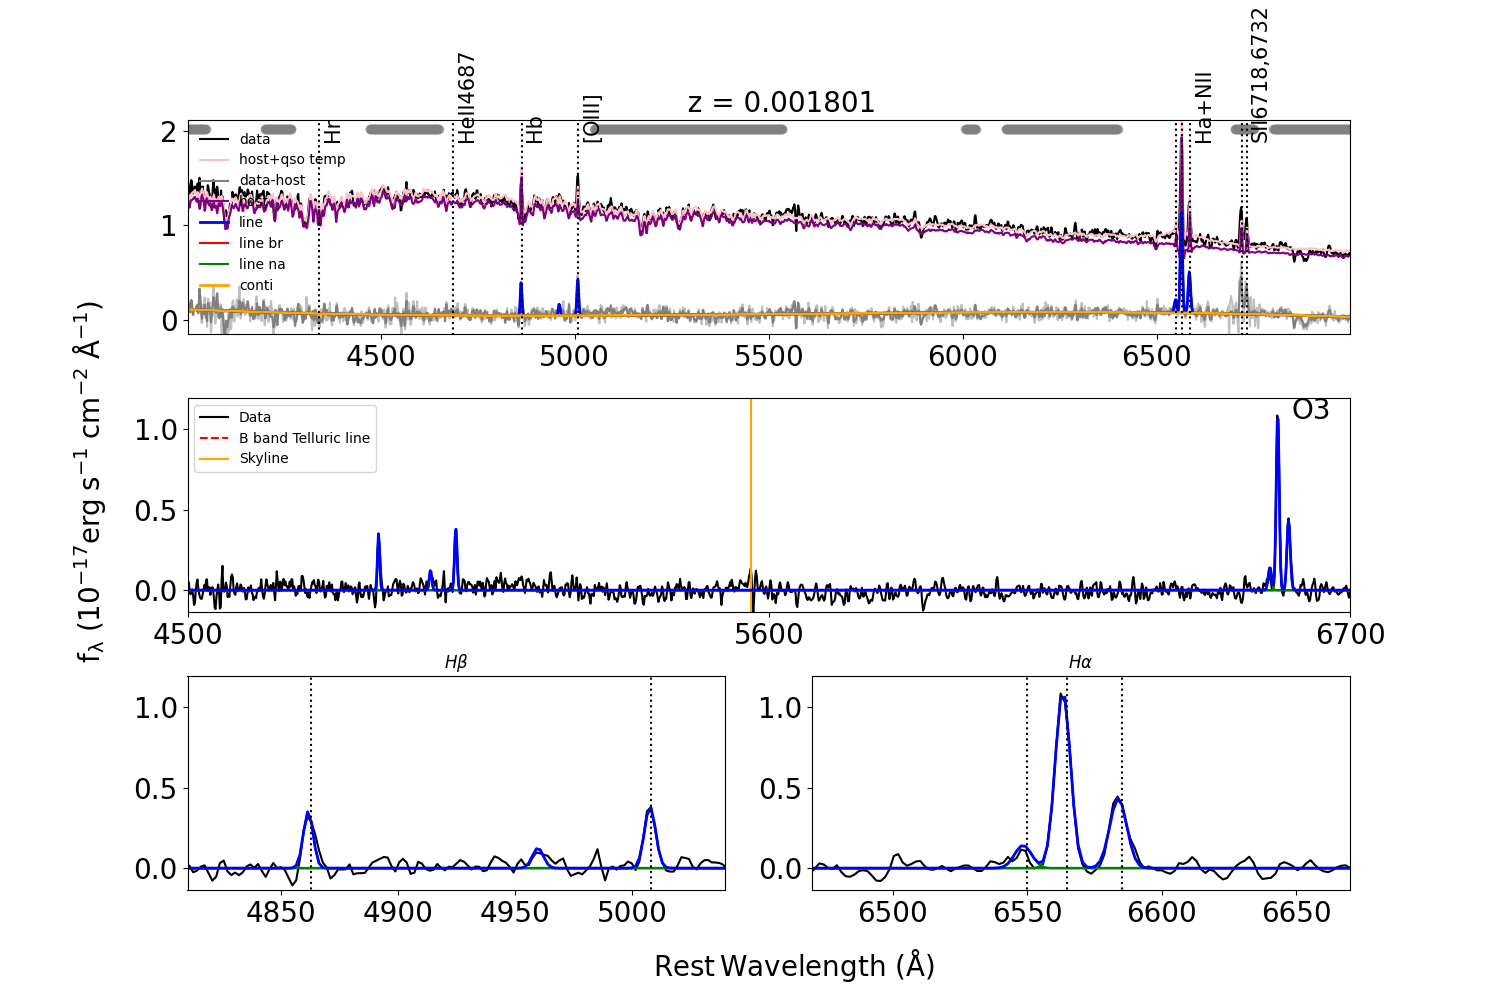 z = 0.001801
Hr
HeII4687
Hb
[OIII]
Ha+NII
SII6718,6732
data
host+qso temp
data-host
host
line
line br
line na
conti
2
1
0
4500 5000 5500 6000 6500
fλ (10−17erg s−1 cm−2 Å−1)
Data
B band Telluric line
Skyline
O3
1.0
0.5
0.0
4500 5600 6700
Hβ
1.0
0.5
0.0
4850 4900 4950 5000
Hα
1.0
0.5
0.0
6500 6550 6600 6650
Rest Wavelength (Å)